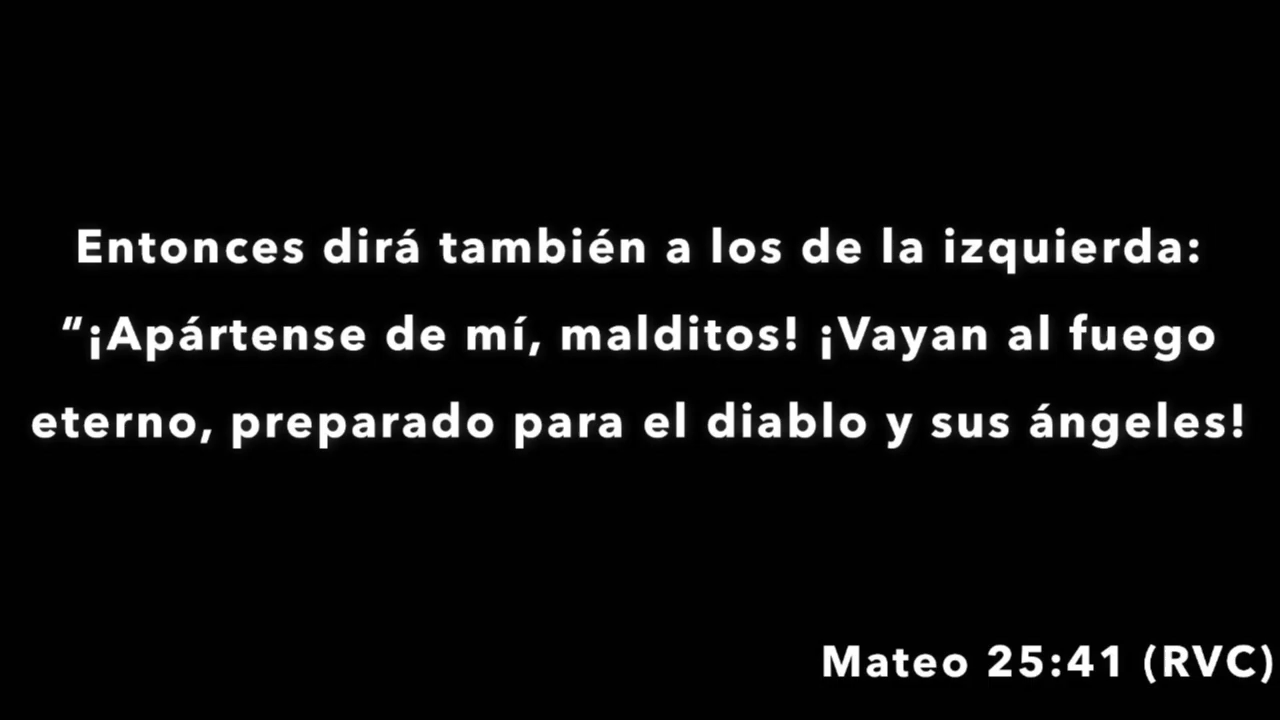 Entonces dirá también a los de la izquierda:
“¡Apártense de mí, malditos! ¡Vayan al fuego
eterno, preparado para el diablo y sus ángeles!
Mateo 25:41 (RVC)